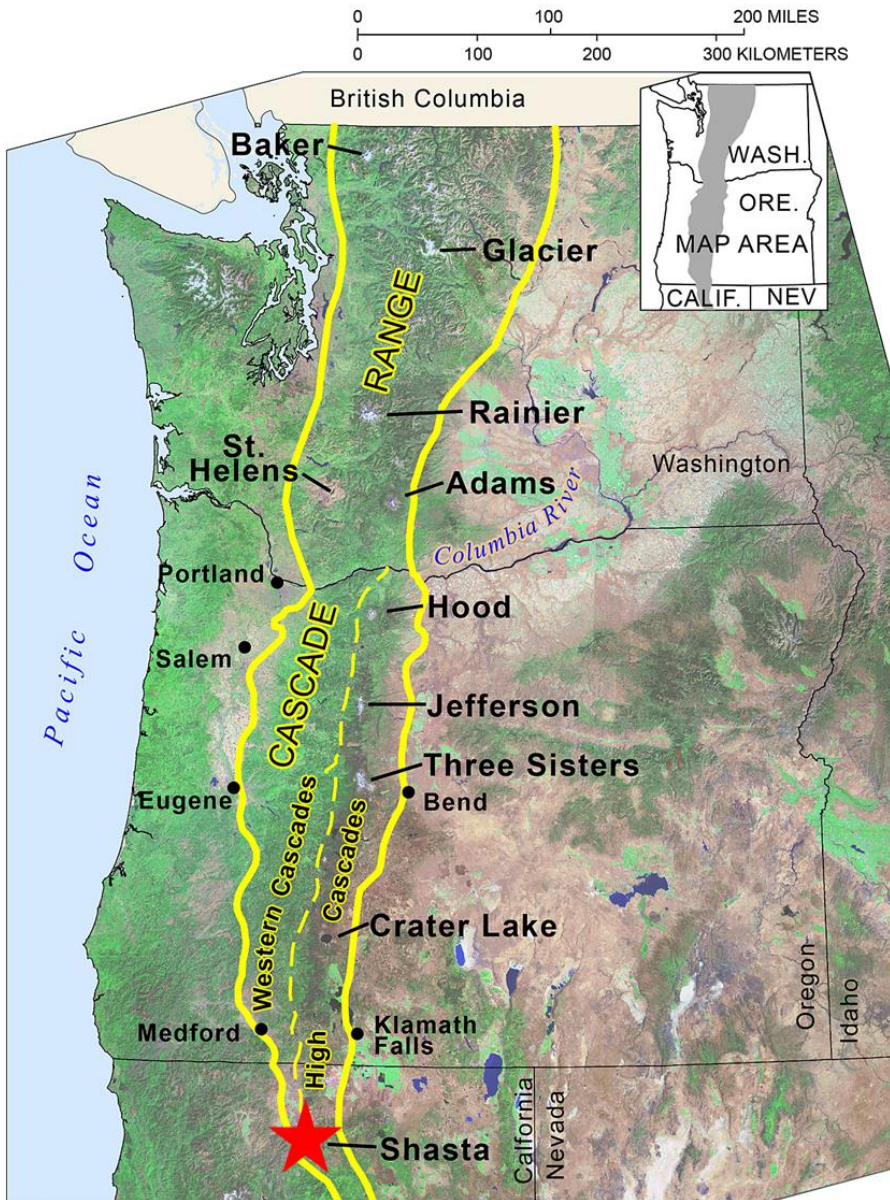 0 100 200 MILES
0 100 200 300 KILOMETERS
British Columbia
Baker
WASH.
ORE.
MAP AREA
CALIF. NEV
Glacier
RANGE
Rainier
St.
Helens
Washington
Adams
Columbia River
Pacific Ocean
Portland
Hood
CASCADE
Salem
Jefferson
Three Sisters
Eugene
Bend
Western Cascades
High Cascades
Crater Lake
Oregon
Idaho
Medford
Klamath
Falls
Calfornia
Nevada
Shasta